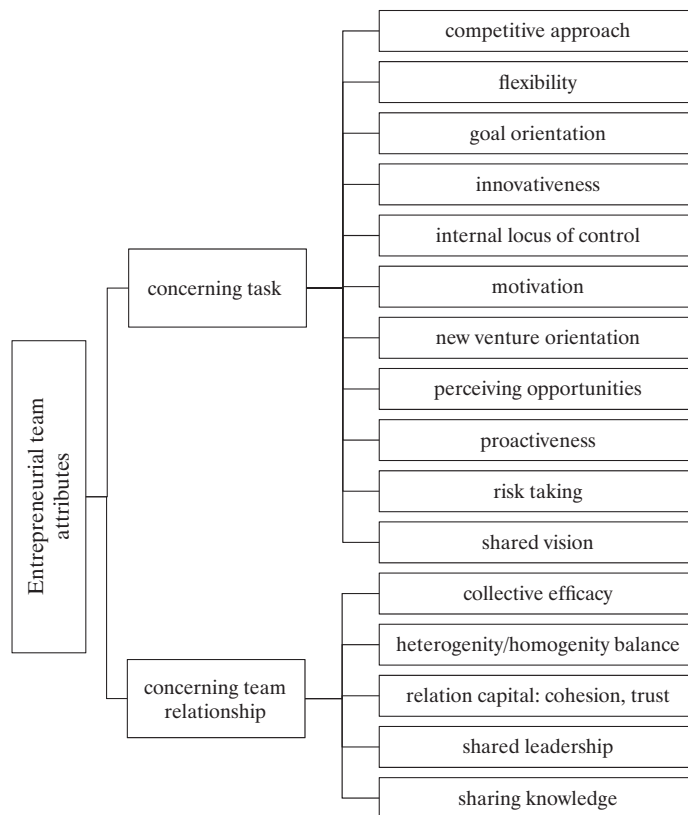 Entrepreneurial team
attributes
concerning task
competitive approach
flexibility
goal orientation
innovativeness
internal locus of control
motivation
new venture orientation
perceiving opportunities
proactiveness
risk taking
shared vision
concerning team
relationship
collective efficacy
heterogenity/homogenity balance
relation capital: cohesion, trust
shared leadership
sharing knowledge